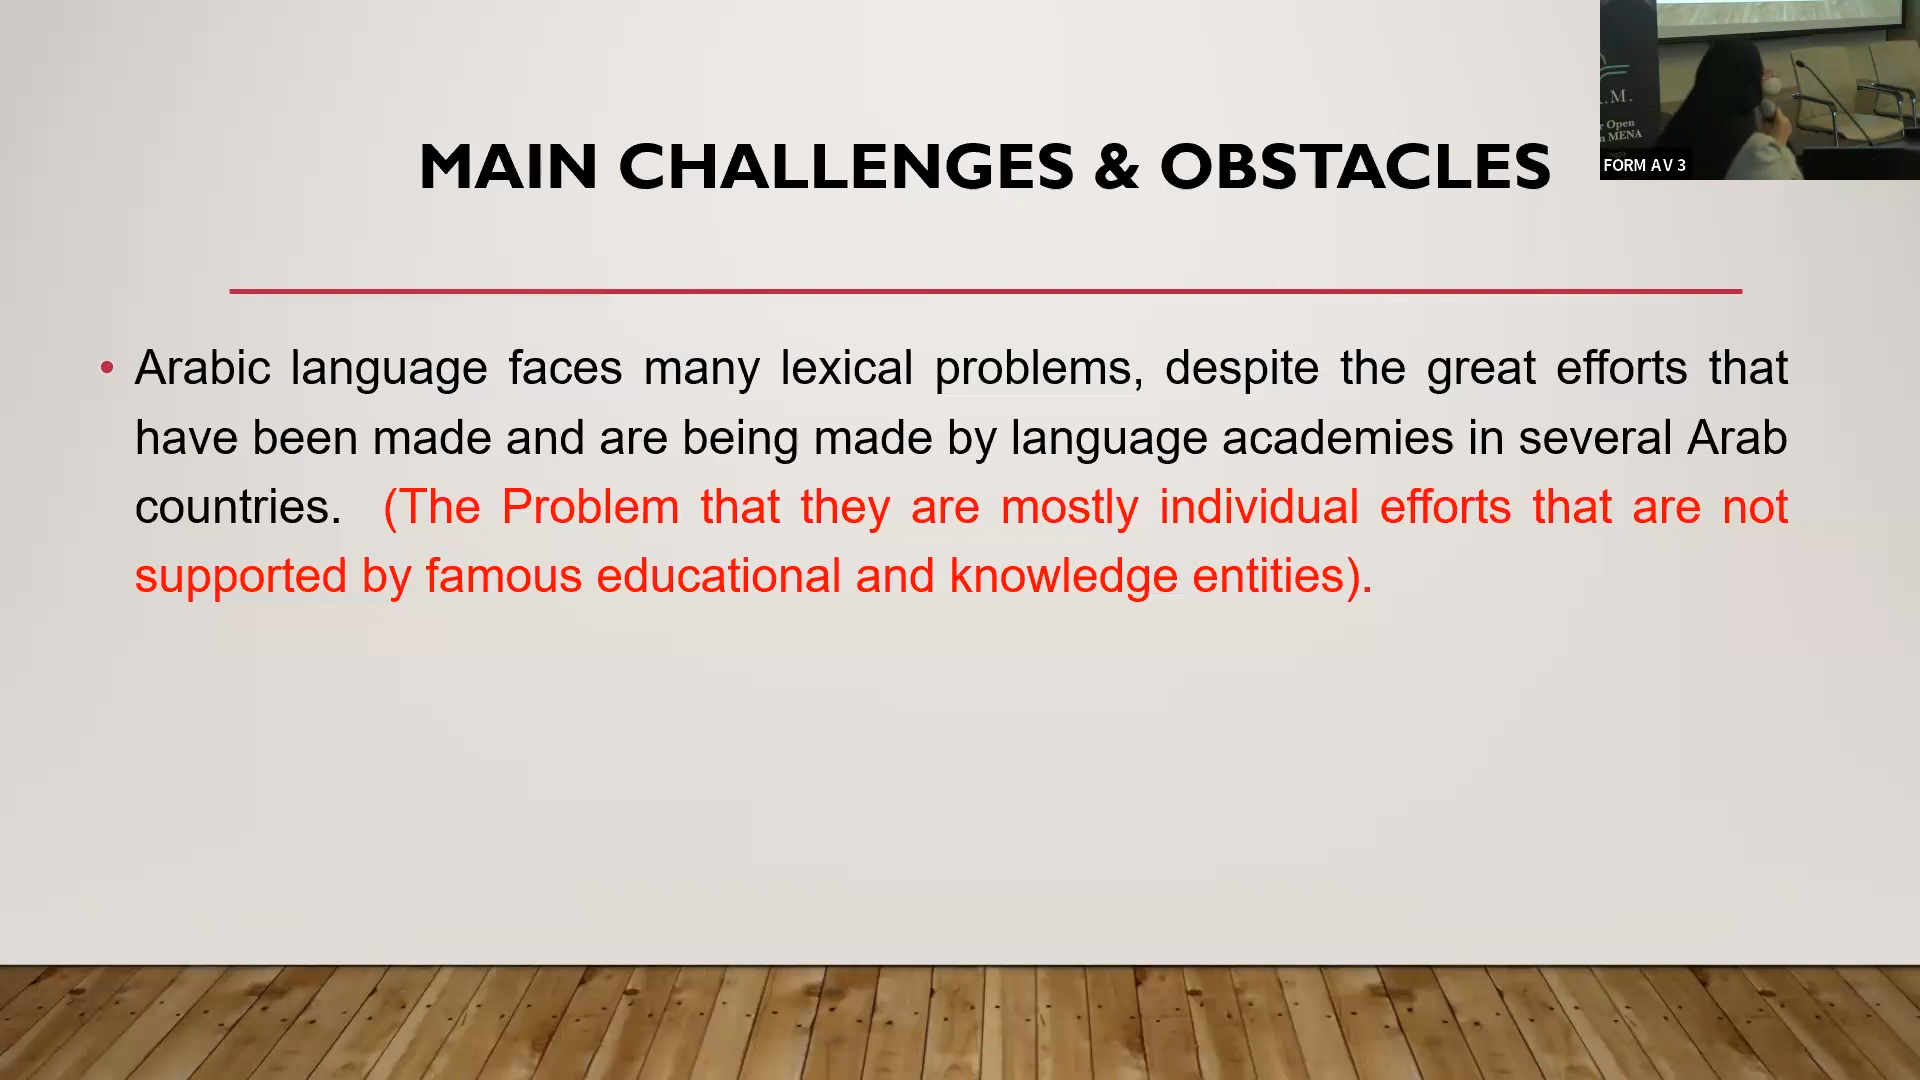 MAIN CHALLENGES & OBSTACLES
• Arabic language faces many lexical problems, despite the great efforts that
have been made and are being made by language academies in several Arab
countries. (The Problem that they are mostly individual efforts that are not
supported by famous educational and knowledge entities).
.M.
Open
MENA
FORM AV 3